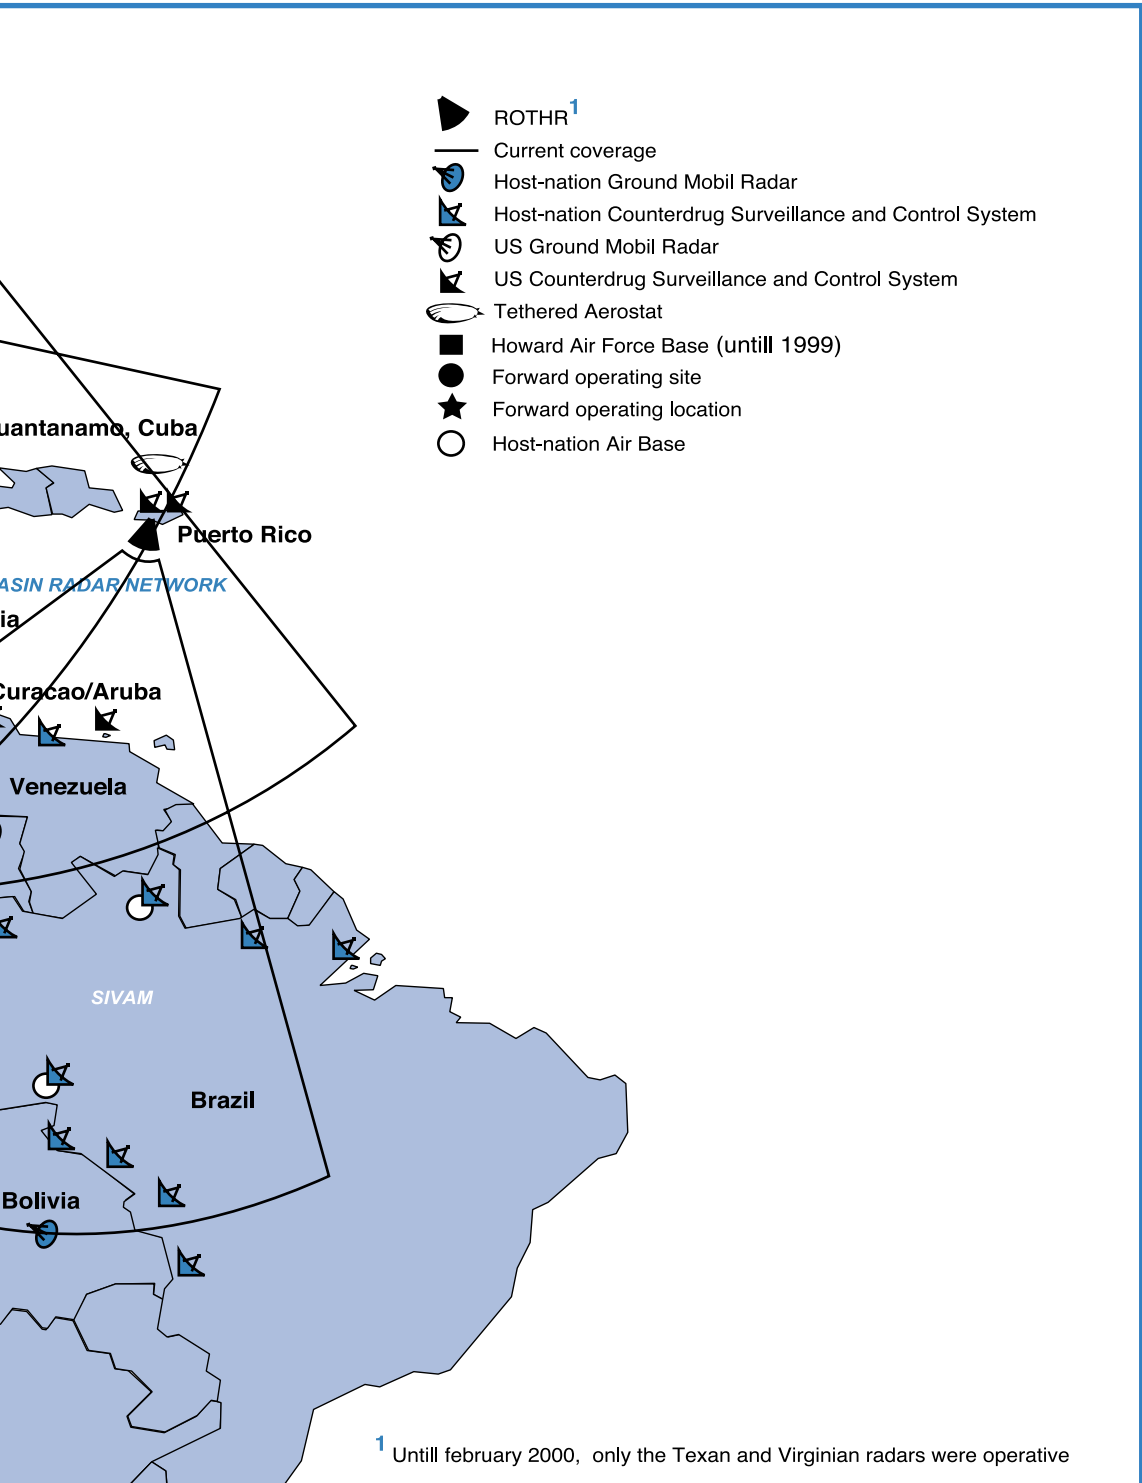 ROTHR1
Current coverage
Host-nation Ground Mobil Radar
Host-nation Counterdrug Surveillance and Control System
US Ground Mobil Radar
US Counterdrug Surveillance and Control System
Tethered Aerostat
Howard Air Force Base (untill 1999)
Forward operating site
Forward operating location
Host-nation Air Base
uantanamo, Cuba
Puerto Rico
ASIN RADAR NETWORK
ia
Curacao/Aruba
Venezuela
SIVAM
Brazil
Bolivia
1 Untill february 2000, only the Texan and Virginian radars were operative